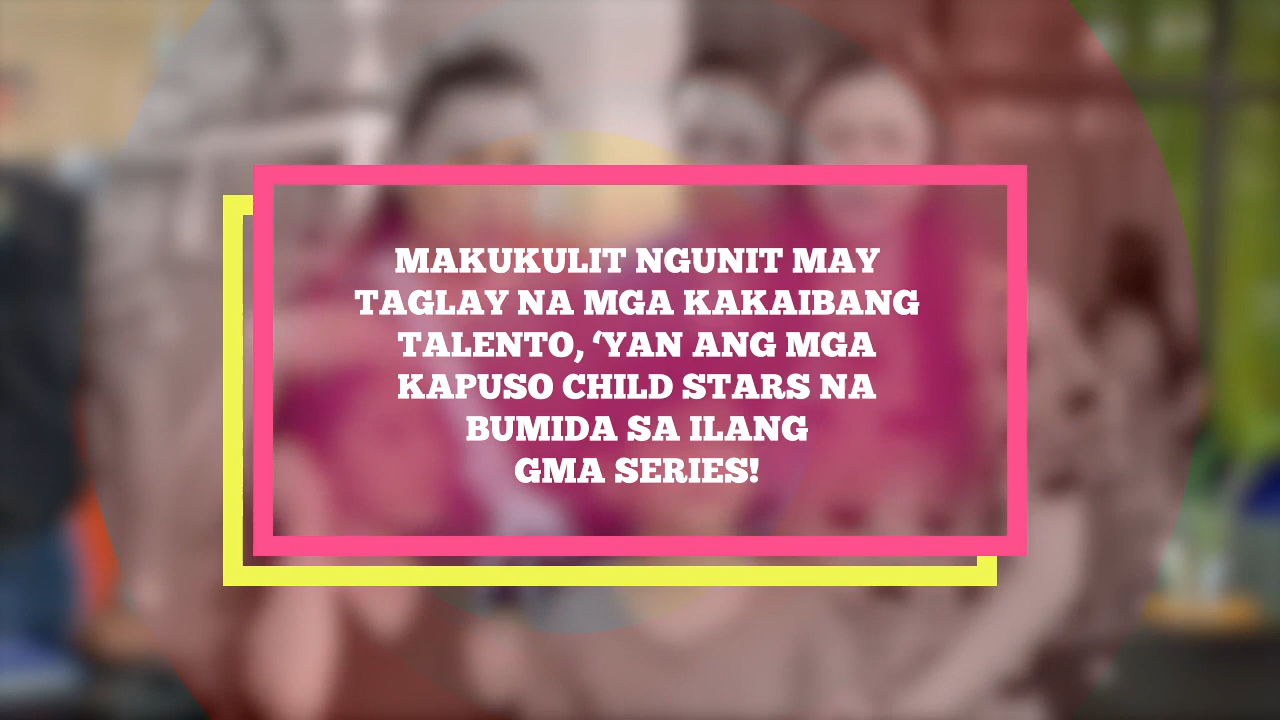 MAKUKULIT NGUNIT MAY
TAGLAY NA MGA KAKAIBANG
TALENTO, ‘YAN ANG MGA
KAPUSO CHILD STARS NA
BUMIDA SA ILANG
GMA SERIES!